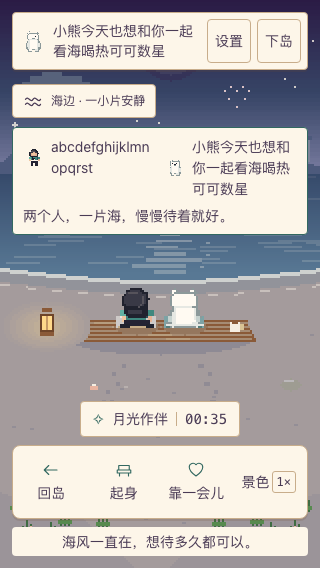 小熊今天也想和你一起
看海喝热可可数星
设置
下岛
海边 · 一小片安静
abcdefghijklmn
opqrst
小熊今天也想和
你一起看海喝热
可可数星
两个人，一片海，慢慢待着就好。
月光作伴
00:35
回岛
起身
靠一会儿
景色 1×
海风一直在，想待多久都可以。